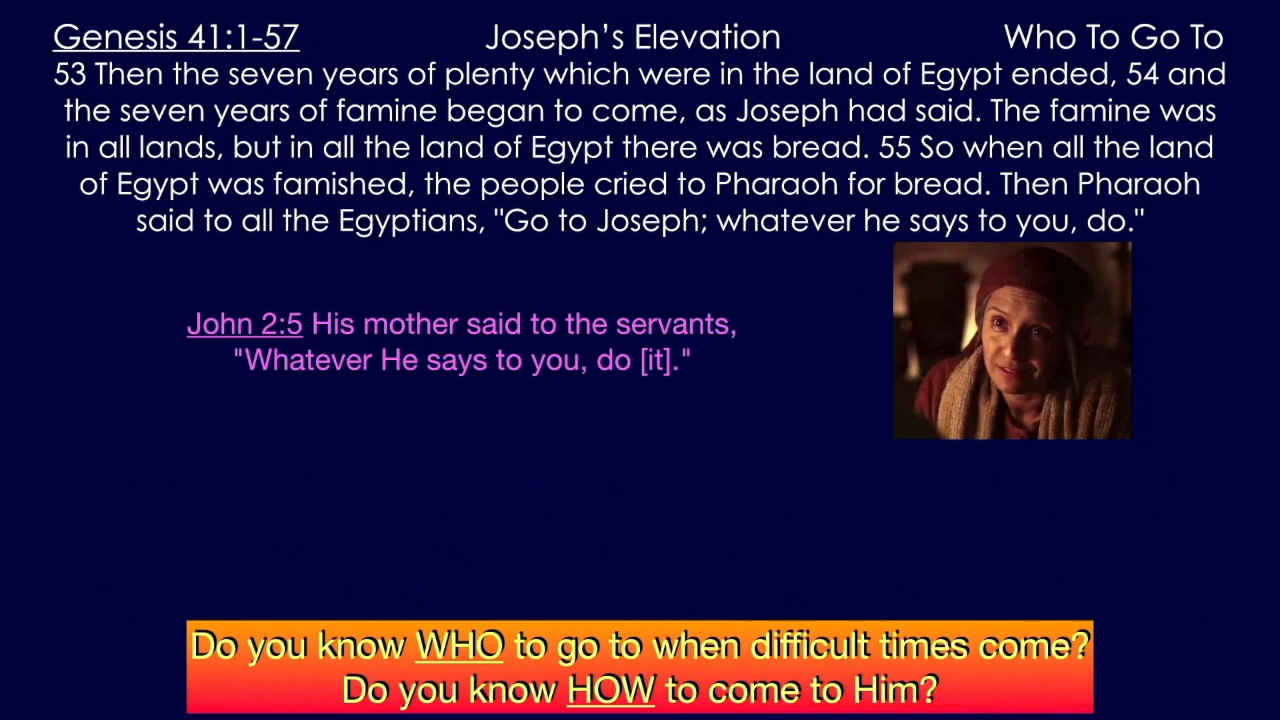 Genesis 41:1-57 Joseph’s Elevation Who To Go To
53 Then the seven years of plenty which were in the land of Egypt ended, 54 and
the seven years of famine began to come, as Joseph had said. The famine was
in all lands, but in all the land of Egypt there was bread. 55 So when all the land
of Egypt was famished, the people cried to Pharaoh for bread. Then Pharaoh
said to all the Egyptians, "Go to Joseph; whatever he says to you, do."
John 2:5 His mother said to the servants,
"Whatever He says to you, do [it]."
Do you know WHO to go to when difficult times come?
Do you know HOW to come to Him?